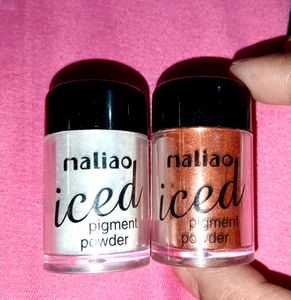 maliao
iced
pigment
powder
maliao
iced
pigment
powder